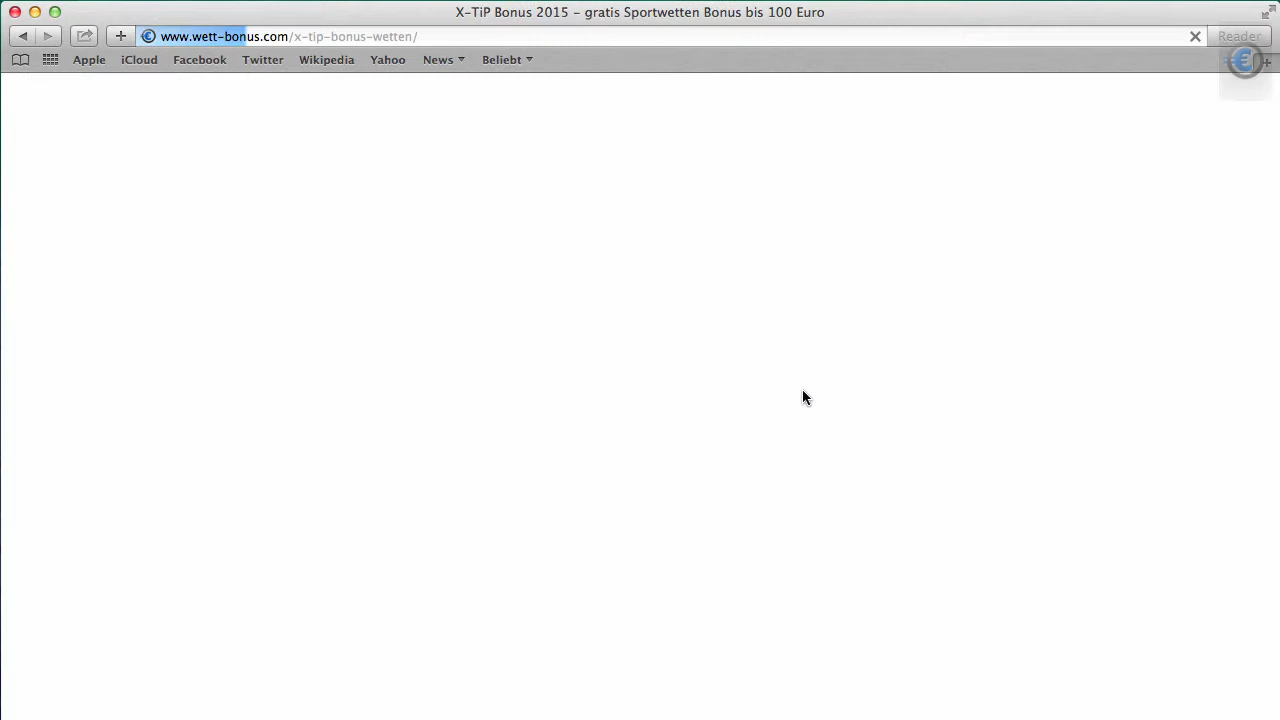 X-TiP Bonus 2015 – gratis Sportwetten Bonus bis 100 Euro
www.wett-bonus.com/x-tip-bonus-wetten/
Reader
Apple iCloud Facebook Twitter Wikipedia Yahoo News Beliebt